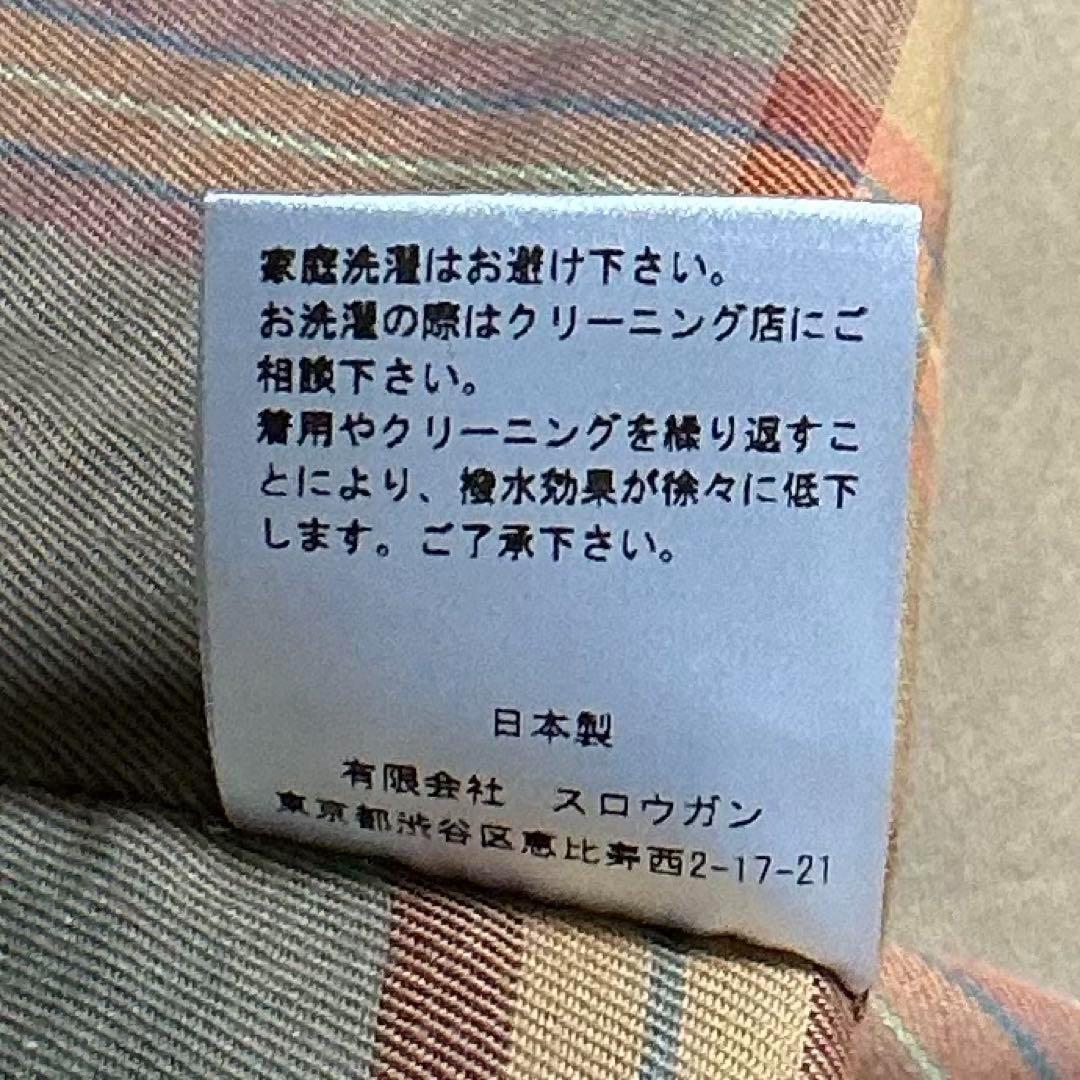 家庭洗濯はお避け下さい。
お洗濯の際はクリーニング店にご
相談下さい。
着用やクリーニングを繰り返すこ
とにより、撥水効果が徐々に低下
します。ご了承下さい。
日本製
有限会社　スロウガン
東京都渋谷区恵比寿西2-17-21